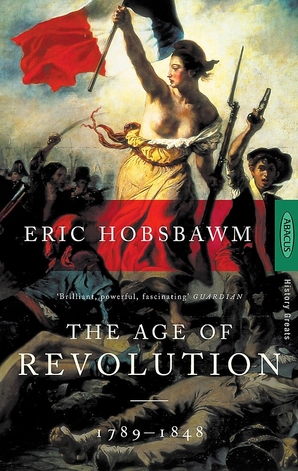 ERIC HOBSBAWM
ABACUS
History Greats
'Brilliant, powerful, fascinating' GUARDIAN
THE AGE OF
REVOLUTION
1789–1848